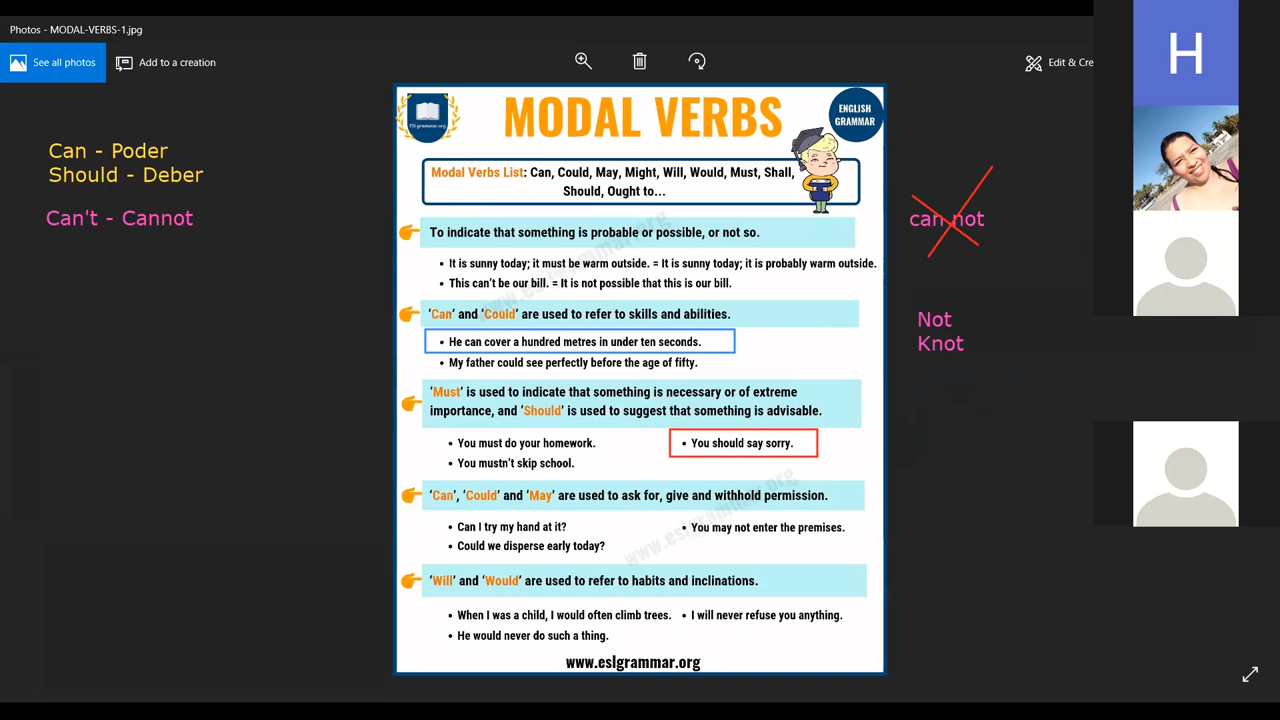 Photos - MODAL-VERBS-1.jpg
See all photos
Add to a creation
Edit & Cre
H
Can - Poder
Should - Deber
Can't - Cannot
can not
Not
Knot
ESLgrammar.org
MODAL VERBS
ENGLISH
GRAMMAR
Modal Verbs List: Can, Could, May, Might, Will, Would, Must, Shall,
Should, Ought to...
To indicate that something is probable or possible, or not so.
• It is sunny today; it must be warm outside. = It is sunny today; it is probably warm outside.
• This can't be our bill. = It is not possible that this is our bill.
‘Can’ and ‘Could’ are used to refer to skills and abilities.
• He can cover a hundred metres in under ten seconds.
• My father could see perfectly before the age of fifty.
‘Must’ is used to indicate that something is necessary or of extreme
importance, and ‘Should’ is used to suggest that something is advisable.
• You must do your homework.
• You should say sorry.
• You mustn't skip school.
‘Can’, ‘Could’ and ‘May’ are used to ask for, give and withhold permission.
• Can I try my hand at it?
• You may not enter the premises.
• Could we disperse early today?
‘Will’ and ‘Would’ are used to refer to habits and inclinations.
• When I was a child, I would often climb trees.
• I will never refuse you anything.
• He would never do such a thing.
www.eslgrammar.org
www.eslgrammar.org
www.eslgrammar.org